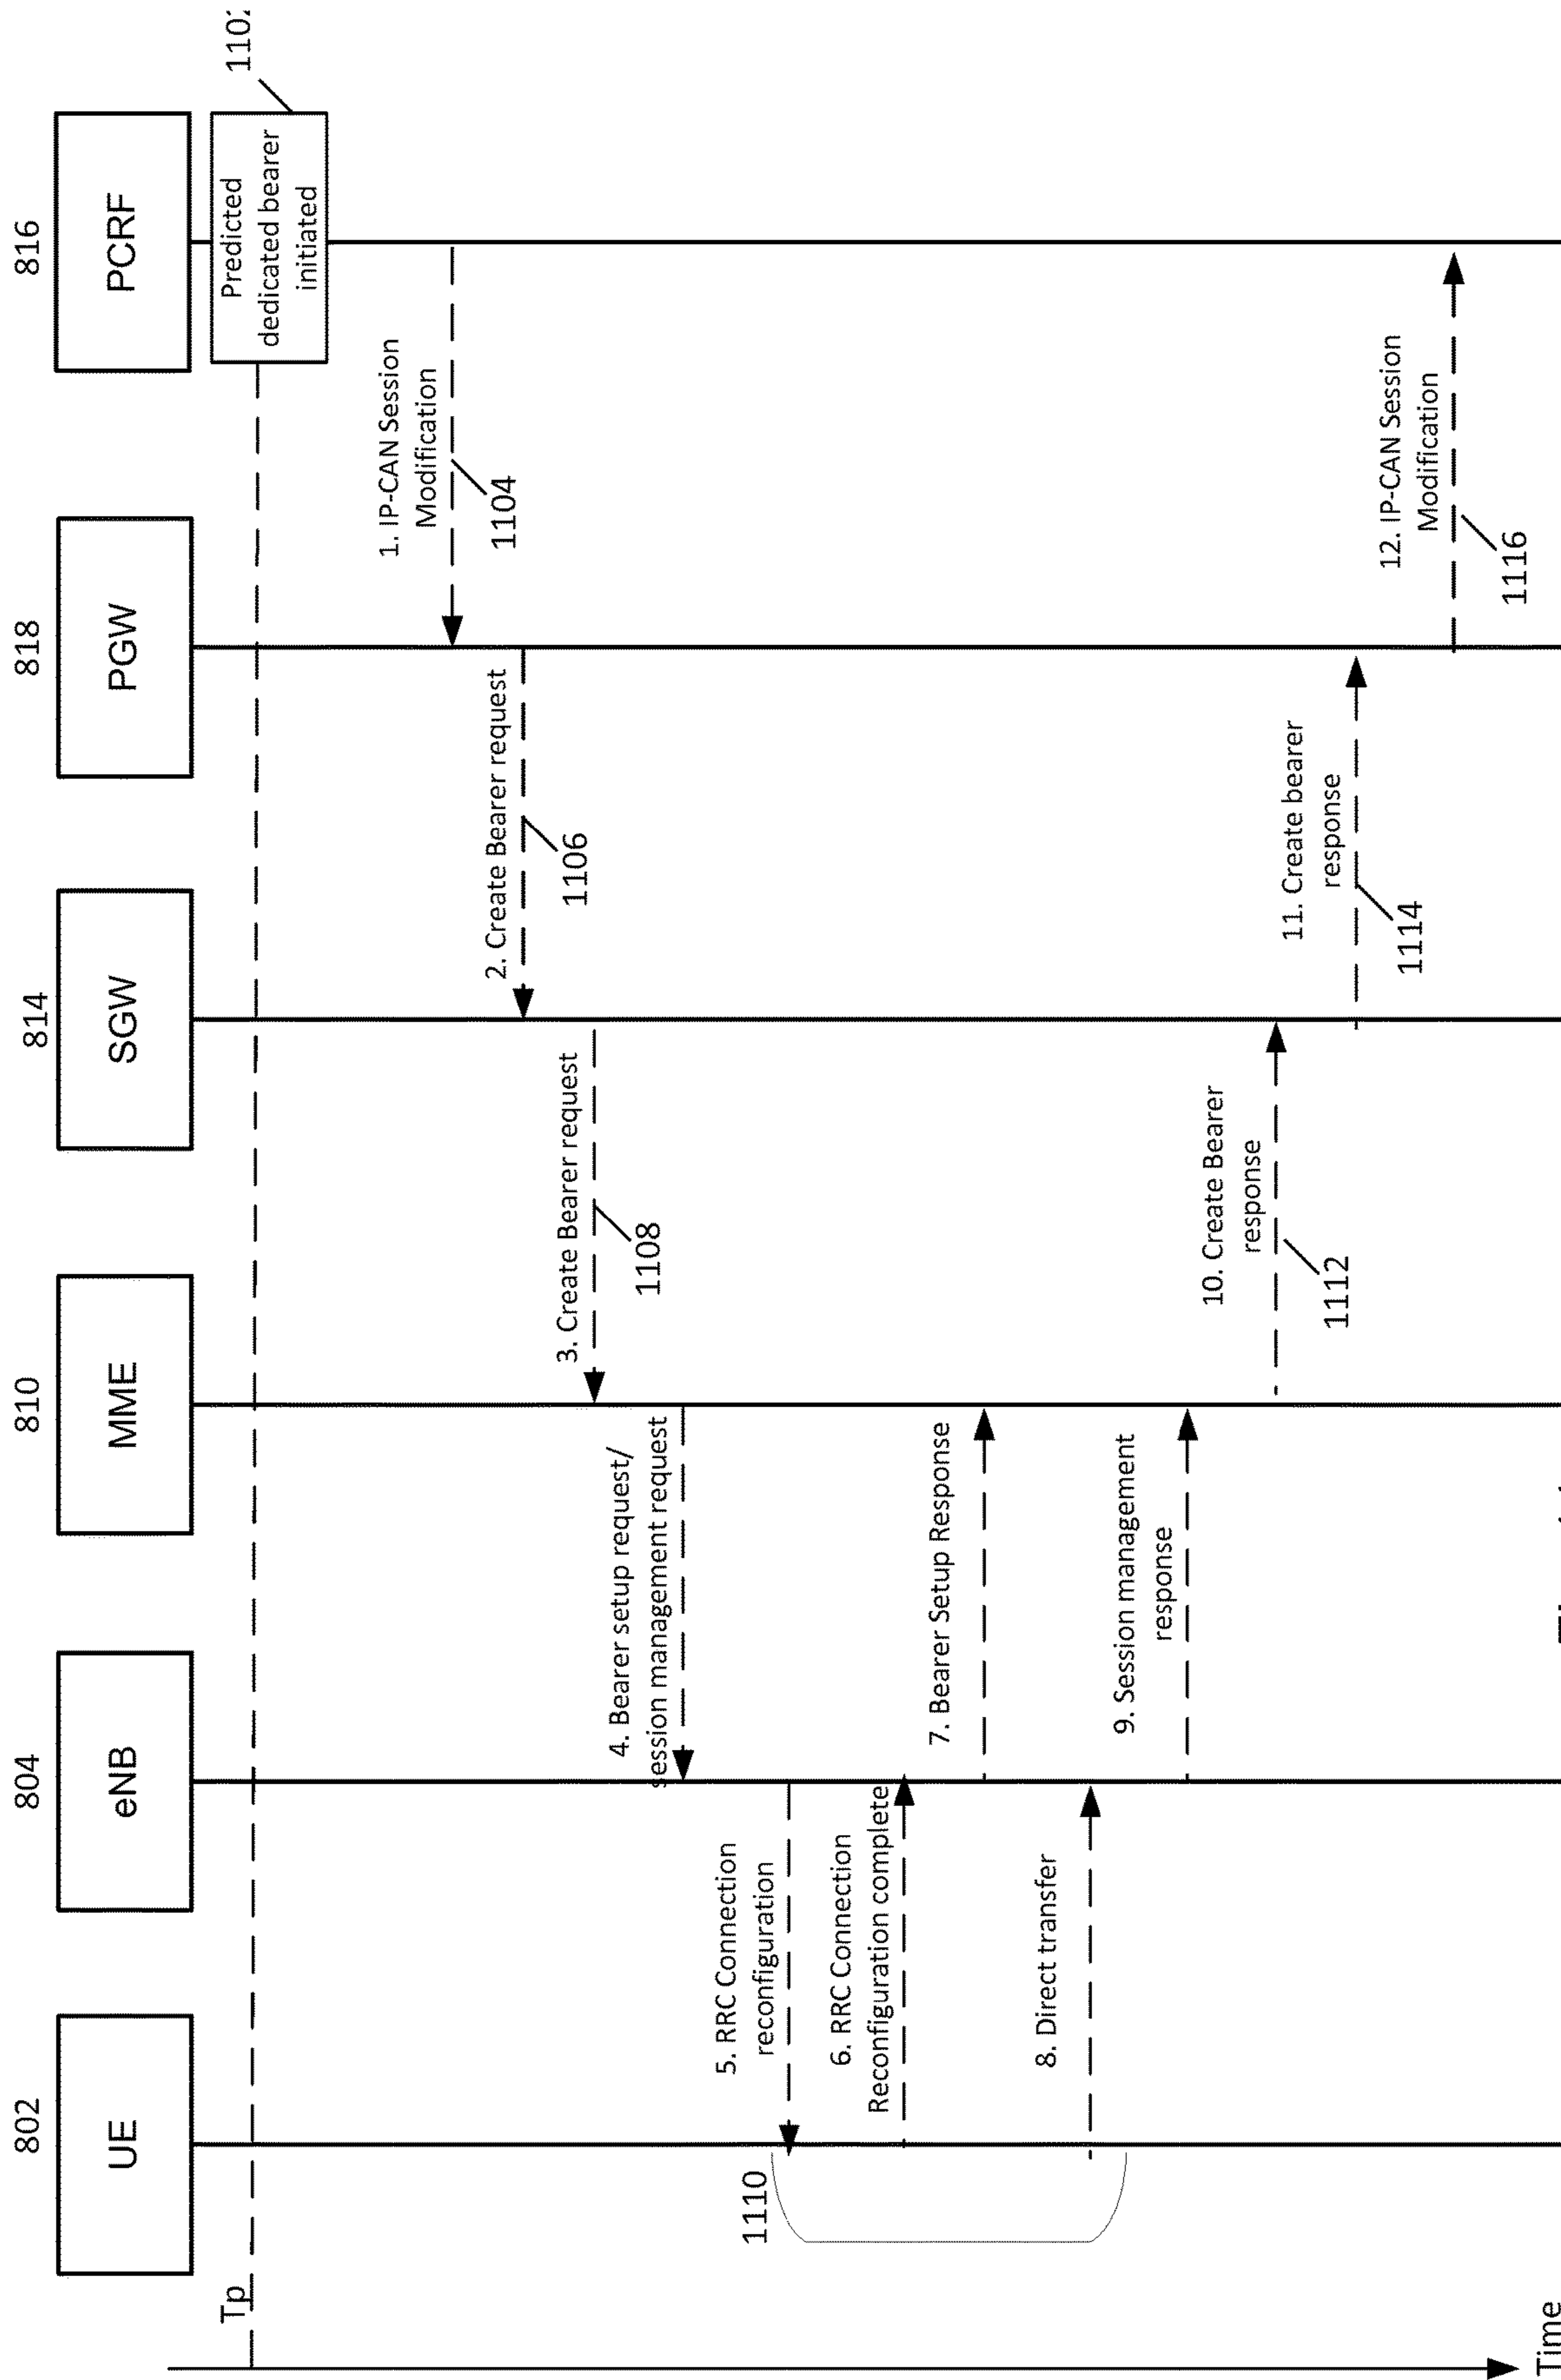 802
804
810
814
818
816
UE
eNB
MME
SGW
PGW
PCRF
Tp
Predicted
dedicated bearer
initiated
1. IP-CAN Session
Modification
1104
2. Create Bearer request
1106
3. Create Bearer request
1108
4. Bearer setup request/
session management request
5. RRC Connection
reconfiguration
1110
6. RRC Connection
Reconfiguration complete
7. Bearer Setup Response
8. Direct transfer
9. Session management
response
10. Create Bearer
response
1112
11. Create bearer
response
1114
12. IP-CAN Session
Modification
1116
Time